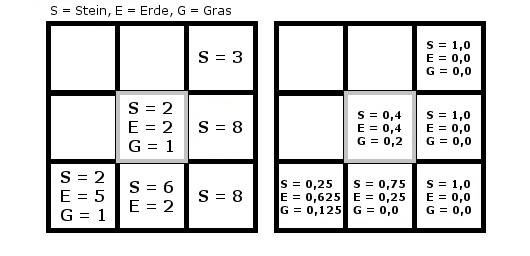 S = Stein, E = Erde, G = Gras
S = 3
S = 2
E = 2
G = 1
S = 8
S = 2
E = 5
G = 1
S = 6
E = 2
S = 8
S = 1,0
E = 0,0
G = 0,0
S = 0,4
E = 0,4
G = 0,2
S = 1,0
E = 0,0
G = 0,0
S = 0,25
E = 0,625
G = 0,125
S = 0,75
E = 0,25
G = 0,0
S = 1,0
E = 0,0
G = 0,0